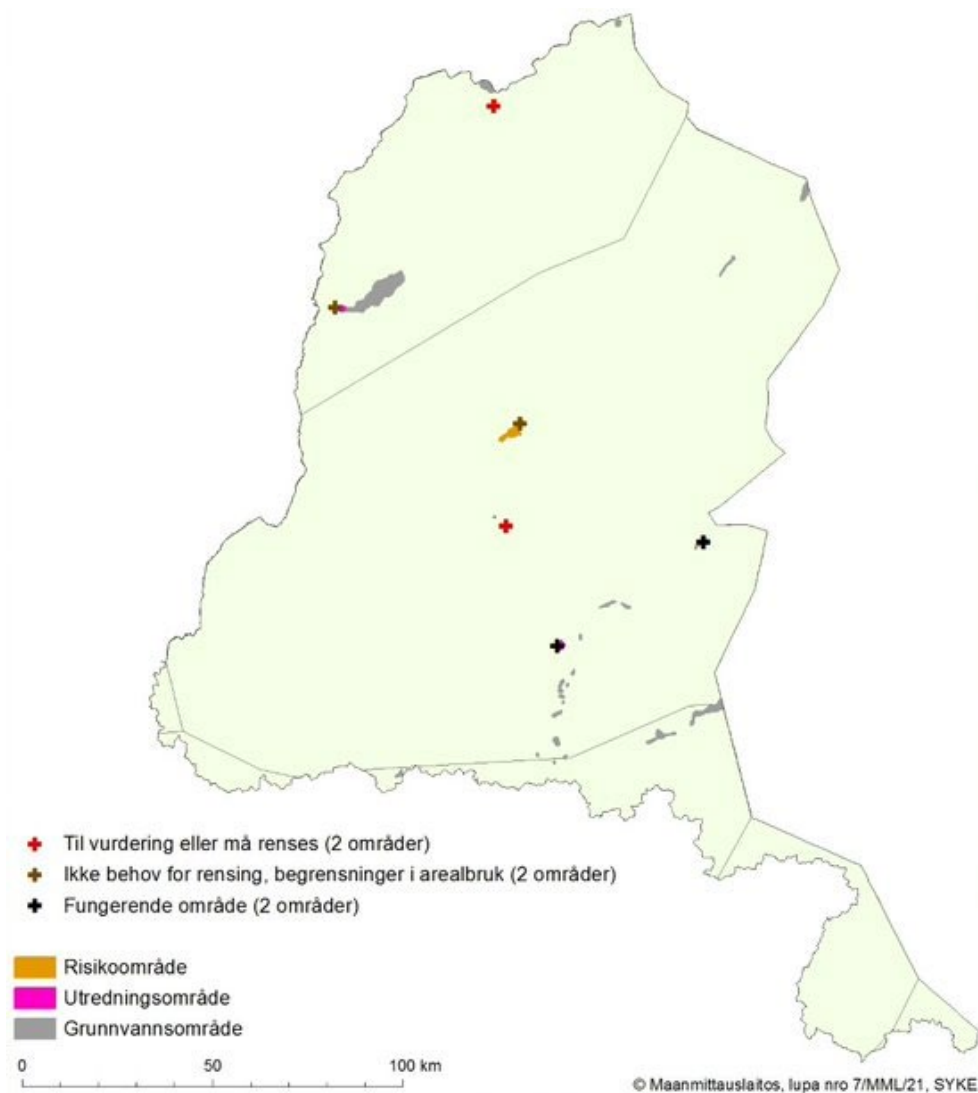 Til vurdering eller må renses (2 områder)
Ikke behov for rensing, begrensninger i arealbruk (2 områder)
Fungerende område (2 områder)
Risikoområde
Utredningsområde
Grunnvannsområde
0 50 100 km
© Maanmittauslaitos, lupa nro 7/MML/21, SYKE